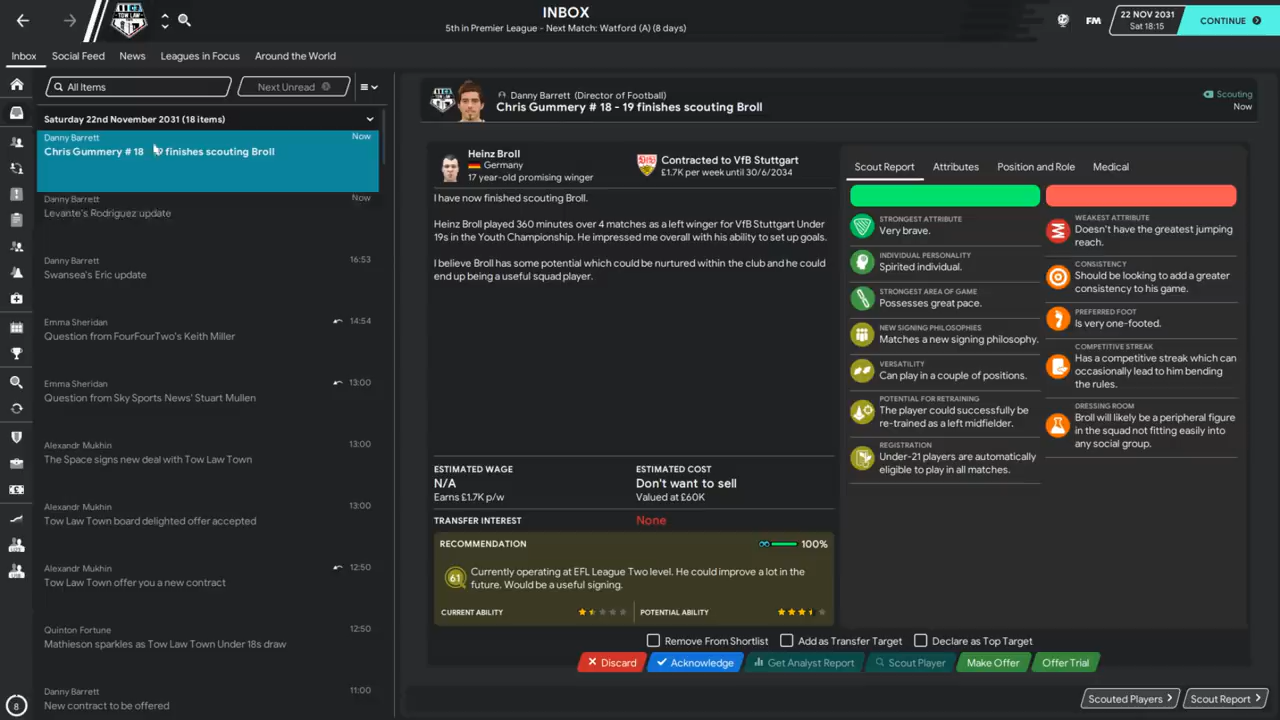 INBOX
5th in Premier League - Next Match: Watford (A) (8 days)
TOW LAW
FM
22 NOV 2031
Sat 18:15
CONTINUE
Inbox
Social Feed
News
Leagues in Focus
Around the World
All Items
Next Unread
Saturday 22nd November 2031 (18 items)
Danny Barrett
Now
Chris Gummery # 18 - 19 finishes scouting Broll
Danny Barrett
Now
Levante's Rodriguez update
Danny Barrett
16:53
Swansea's Eric update
Emma Sheridan
14:54
Question from FourFourTwo's Keith Miller
Emma Sheridan
13:00
Question from Sky Sports News' Stuart Mullen
Alexandr Mukhin
13:00
The Space signs new deal with Tow Law Town
Alexandr Mukhin
13:00
Tow Law Town board delighted offer accepted
Alexandr Mukhin
12:50
Tow Law Town offer you a new contract
Quinton Fortune
12:50
Mathieson sparkles as Tow Law Town Under 18s draw
Danny Barrett
11:00
New contract to be offered
8
Danny Barrett (Director of Football)
Chris Gummery # 18 - 19 finishes scouting Broll
Scouting
Now
Heinz Broll
Germany
17 year-old promising winger
Contracted to VfB Stuttgart
£1.7K per week until 30/6/2034
I have now finished scouting Broll.
Heinz Broll played 360 minutes over 4 matches as a left winger for VfB Stuttgart Under
19s in the Youth Championship. He impressed me overall with his ability to set up goals.
I believe Broll has some potential which could be nurtured within the club and he could
end up being a useful squad player.
ESTIMATED WAGE
N/A
Earns £1.7K p/w
ESTIMATED COST
Don't want to sell
Valued at £60K
TRANSFER INTEREST
None
RECOMMENDATION
100%
61
Currently operating at EFL League Two level. He could improve a lot in the
future. Would be a useful signing.
CURRENT ABILITY
POTENTIAL ABILITY
Scout Report
Attributes
Position and Role
Medical
STRONGEST ATTRIBUTE
Very brave.
INDIVIDUAL PERSONALITY
Spirited individual.
STRONGEST AREA OF GAME
Possesses great pace.
NEW SIGNING PHILOSOPHIES
Matches a new signing philosophy.
VERSATILITY
Can play in a couple of positions.
POTENTIAL FOR RETRAINING
The player could successfully be
re-trained as a left midfielder.
REGISTRATION
Under-21 players are automatically
eligible to play in all matches.
WEAKEST ATTRIBUTE
Doesn't have the greatest jumping
reach.
CONSISTENCY
Should be looking to add a greater
consistency to his game.
PREFERRED FOOT
Is very one-footed.
COMPETITIVE STREAK
Has a competitive streak which can
occasionally lead to him bending
the rules.
DRESSING ROOM
Broll will likely be a peripheral figure
in the squad not fitting easily into
any social group.
Remove From Shortlist
Add as Transfer Target
Declare as Top Target
Discard
Acknowledge
Get Analyst Report
Scout Player
Make Offer
Offer Trial
Scouted Players
Scout Report